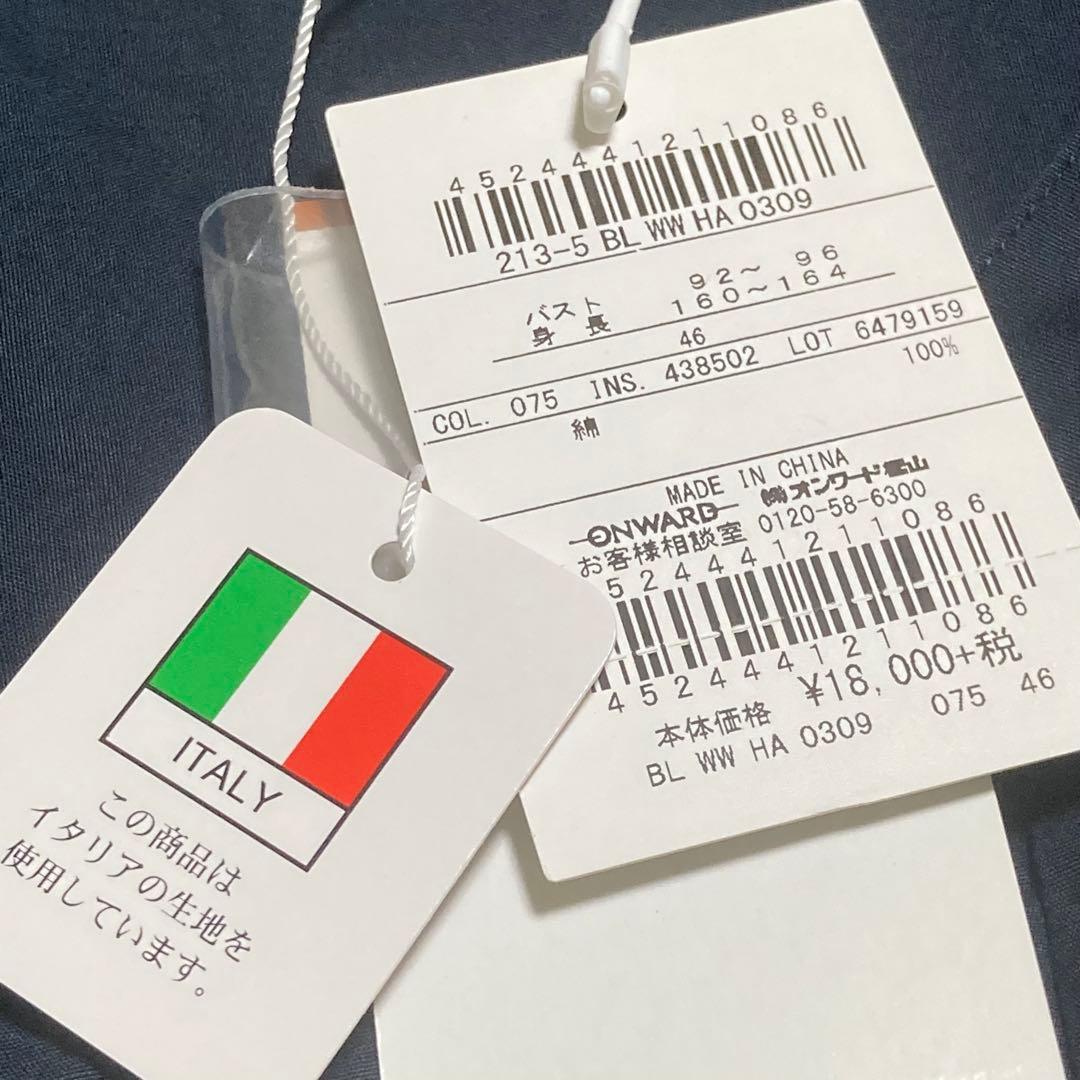 4524441211086
213-5 BL WW HA 0309
バスト 92～ 96
身 長 160～164
46
COL. 075 INS. 438502 LOT 6479159
綿 100%
MADE IN CHINA
ONWARD ㈱オンワード樫山
お客様相談室 0120-58-6300
524441211086
4524441211086
本体価格 ¥18,000+税
BL WW HA 0309 075 46
ITALY
この商品は
イタリアの生地を
使用しています。